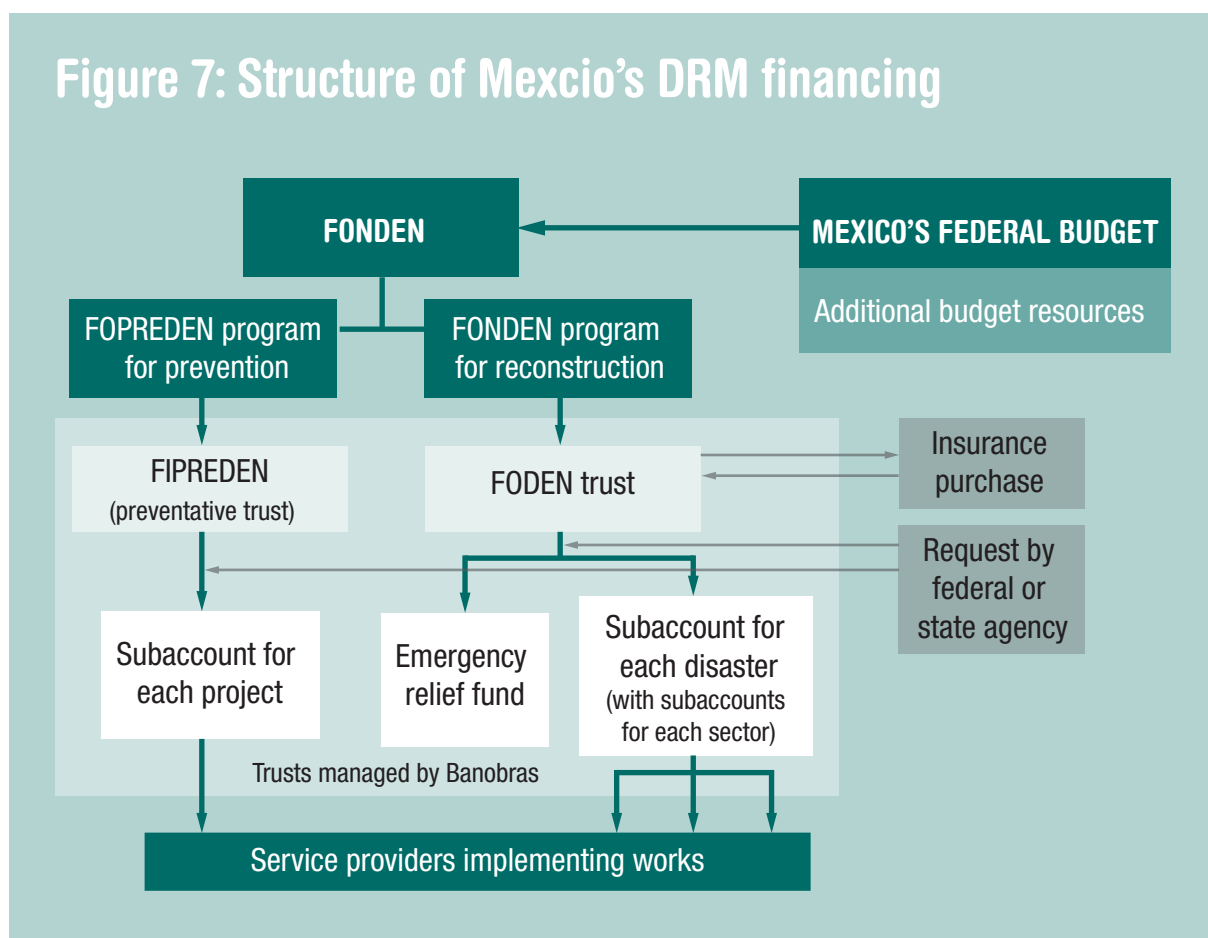 Figure 7: Structure of Mexcio's DRM financing
FONDEN
MEXICO'S FEDERAL BUDGET
Additional budget resources
FOPREDEN program
for prevention
FONDEN program
for reconstruction
FIPREDEN
(preventative trust)
FODEN trust
Insurance
purchase
Request by
federal or
state agency
Subaccount for
each project
Emergency
relief fund
Subaccount for
each disaster
(with subaccounts
for each sector)
Trusts managed by Banobras
Service providers implementing works